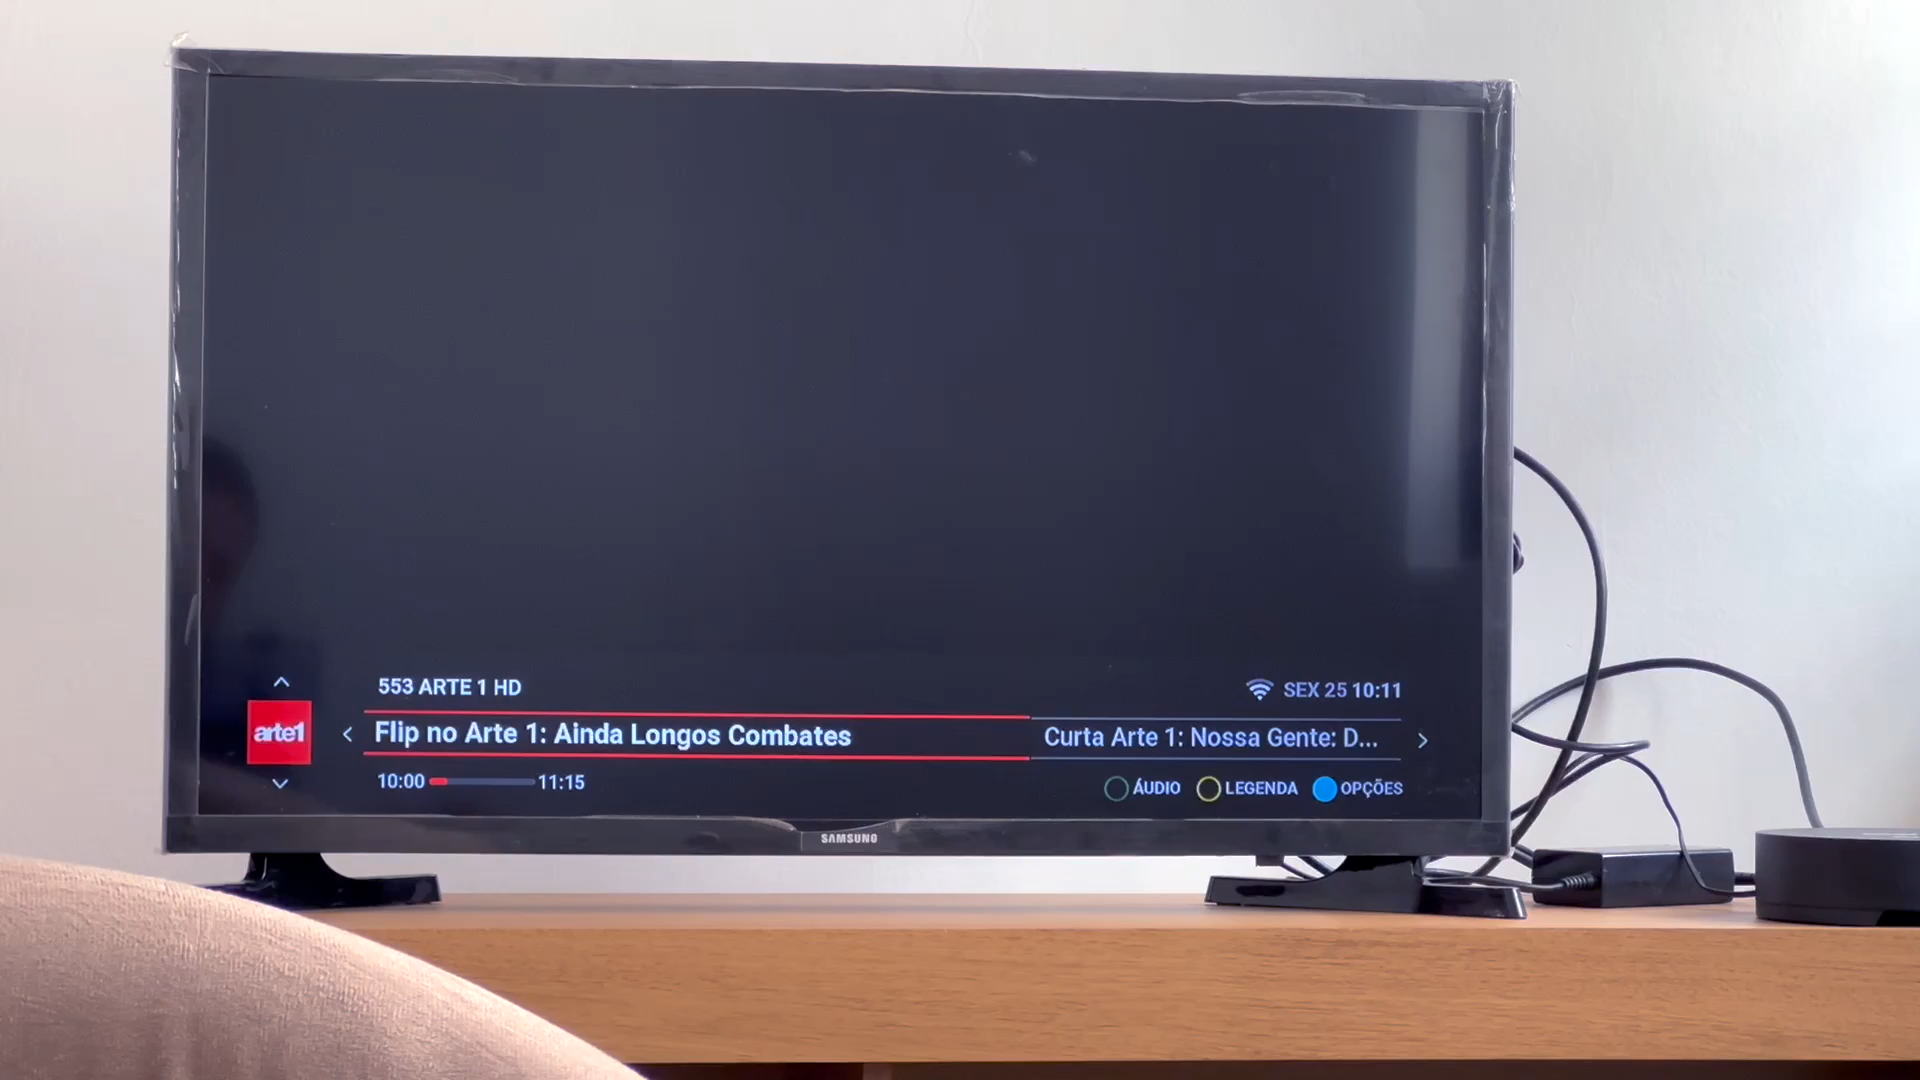 553 ARTE 1 HD
SEX 25 10:11
arte1
Flip no Arte 1: Ainda Longos Combates
Curta Arte 1: Nossa Gente: D...
10:00
11:15
ÁUDIO
LEGENDA
OPÇÕES
SAMSUNG